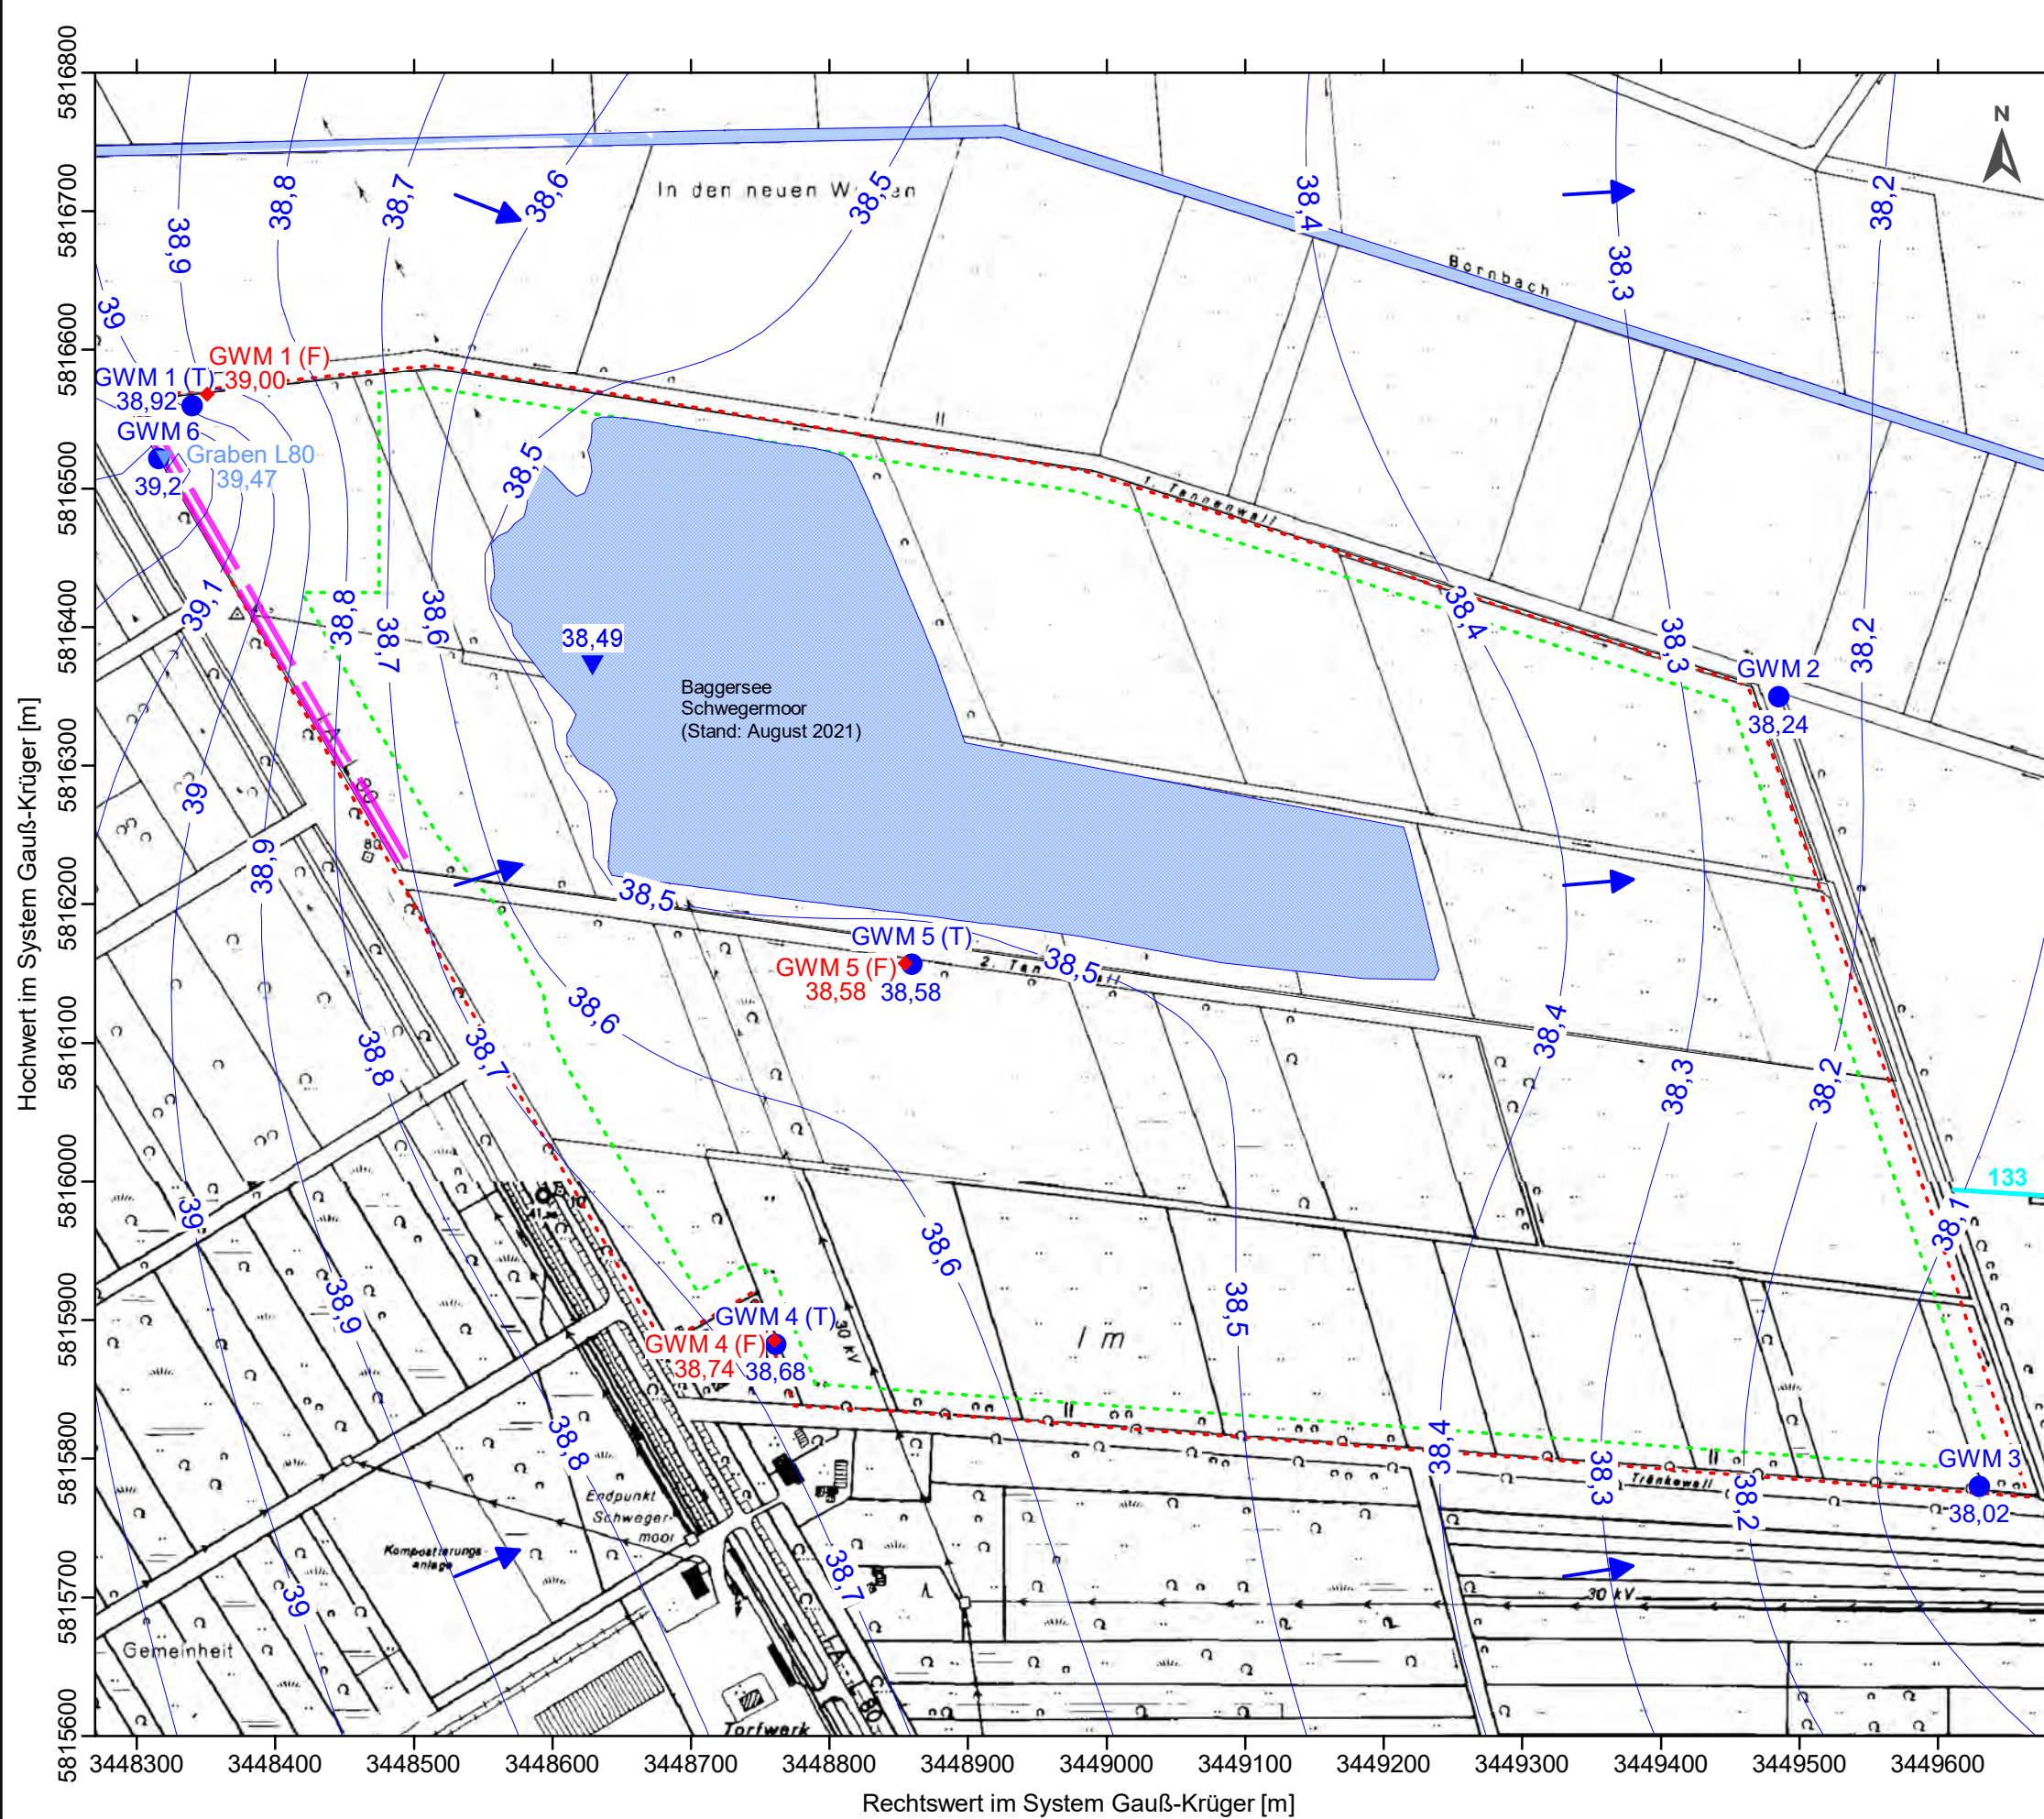 5816800
5816700
5816600
5816500
5816400
5816300
5816200
5816100
5816000
5815900
5815800
5815700
5815600
Hochwert im System Gauß-Krüger [m]
N
38,8
38,7
38,6
In den neuen
38,5
38,4
38,2
38,9
Bornbach
38,3
39
GWM 1 (F)
39,00
GWM 1 (T)
38,92
GWM 6
Graben L80
39,47
39,2
38,5
1. Tannenwall
39,1
38,8
38,7
38,6
38,49
38,4
38,3
38,2
GWM 2
38,24
Baggersee
Schwegermoor
(Stand: August 2021)
39
80
38,9
38,5
GWM 5 (T)
GWM 5 (F)
38,58
38,58
2. Tan
38,5
38,6
38,7
38,8
38,4
38,3
38,2
133
39
38,9
38,6
38,5
38,1
GWM 4 (T)
GWM 4 (F)
38,74
38,68
30 kV
I m
38,8
38,4
38,3
38,2
Tränkewall
GWM 3
38,02
Endpunkt
Schweger-
moor
Kompostierungs-
anlage
38,7
39
30 kV
Gemeinheit
L 80
Torfwerk
3448300
3448400
3448500
3448600
3448700
3448800
3448900
3449000
3449100
3449200
3449300
3449400
3449500
3449600
Rechtswert im System Gauß-Krüger [m]